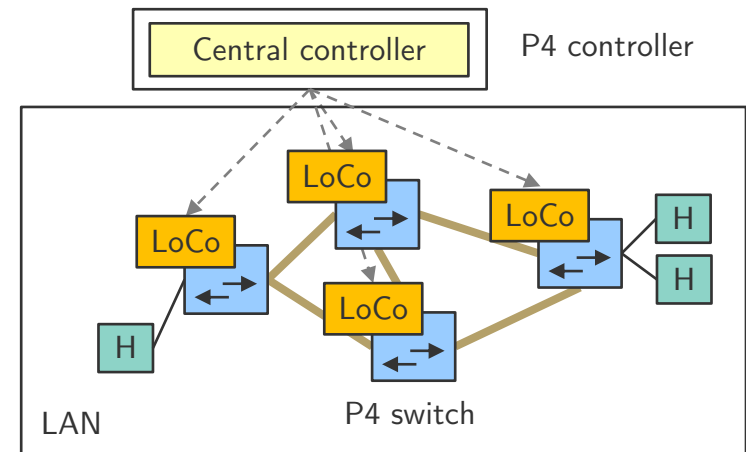 Central controller
P4 controller
LoCo
LoCo
LoCo
H
H
LoCo
H
P4 switch
LAN